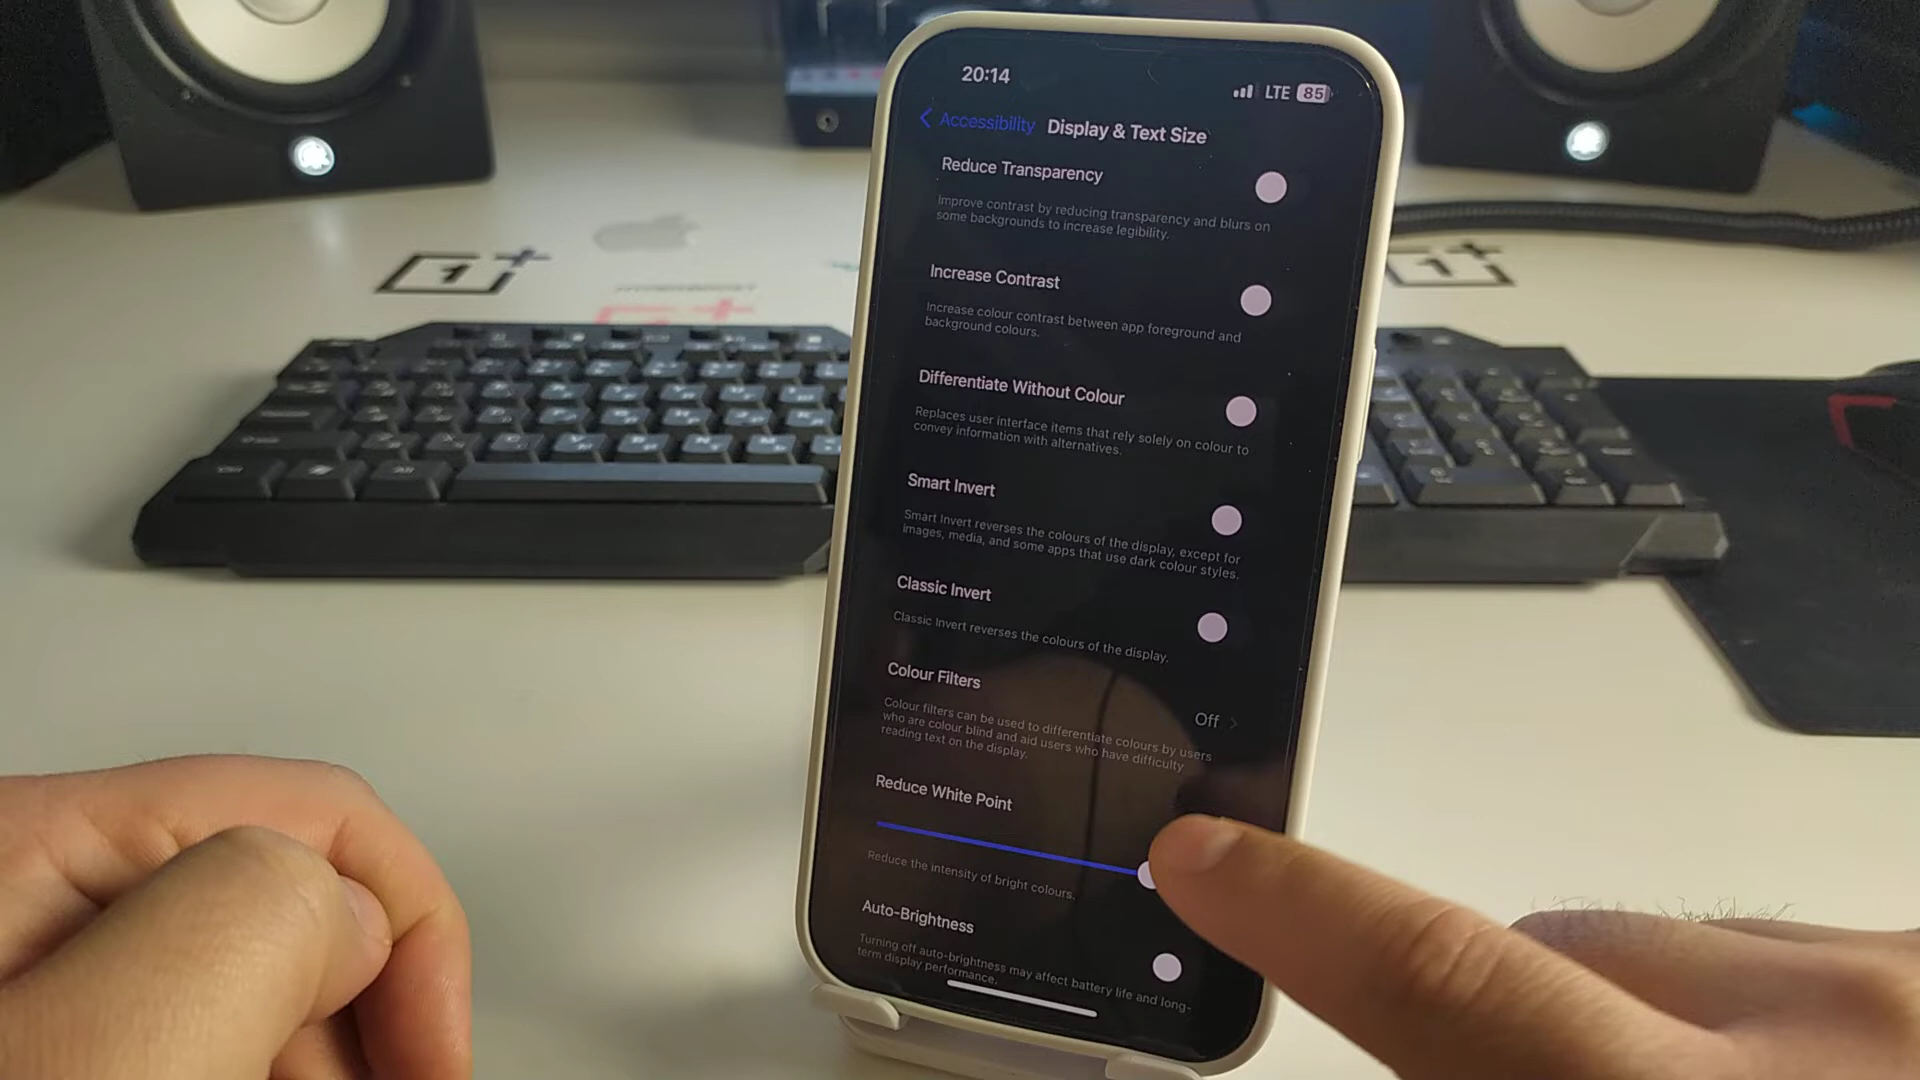 20:14
LTE 85
Accessibility Display & Text Size
Reduce Transparency
Improve contrast by reducing transparency and blurs on
some backgrounds to increase legibility.
Increase Contrast
Increase colour contrast between app foreground and
background colours.
Differentiate Without Colour
Replaces user interface items that rely solely on colour to
convey information with alternatives.
Smart Invert
Smart Invert reverses the colours of the display, except for
images, media, and some apps that use dark colour styles.
Classic Invert
Classic Invert reverses the colours of the display.
Colour Filters
Off
Colour filters can be used to differentiate colours by users
who are colour blind and aid users who have difficulty
reading text on the display.
Reduce White Point
Reduce the intensity of bright colours.
Auto-Brightness
Turning off auto-brightness may affect battery life and long-
term display performance.